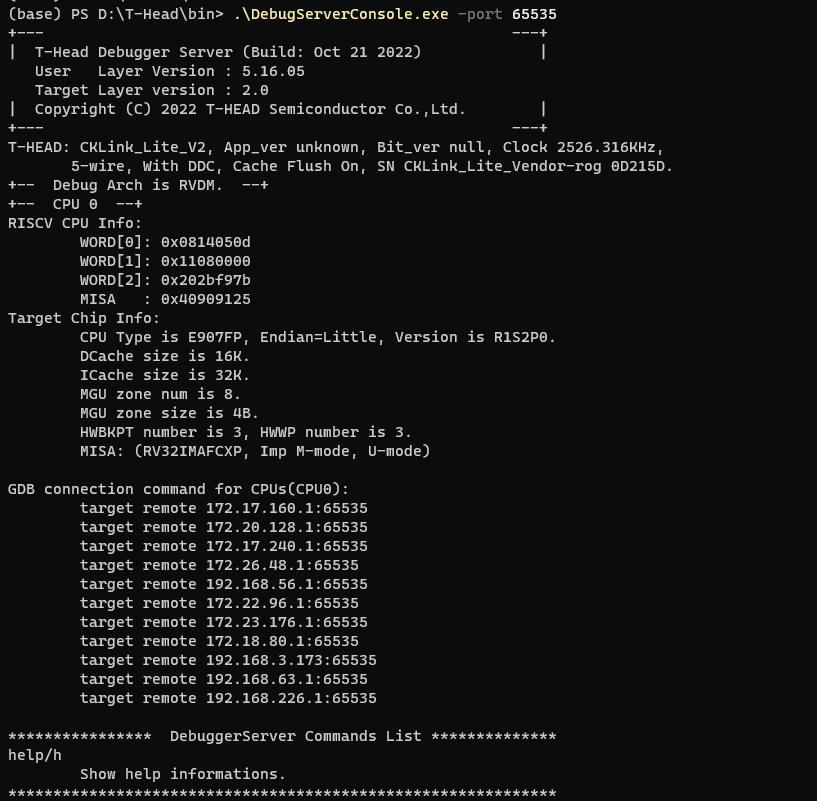 (base) PS D:\T-Head\bin> .\DebugServerConsole.exe -port 65535
+---                                                    ---+
|  T-Head Debugger Server (Build: Oct 21 2022)             |
   User   Layer Version : 5.16.05
   Target Layer version : 2.0
|  Copyright (C) 2022 T-HEAD Semiconductor Co.,Ltd.        |
+---                                                    ---+
T-HEAD: CKLink_Lite_V2, App_ver unknown, Bit_ver null, Clock 2526.316KHz,
       5-wire, With DDC, Cache Flush On, SN CKLink_Lite_Vendor-rog 0D215D.
+--  Debug Arch is RVDM.  --+
+--  CPU 0  --+
RISCV CPU Info:
        WORD[0]: 0x0814050d
        WORD[1]: 0x11080000
        WORD[2]: 0x202bf97b
        MISA   : 0x40909125
Target Chip Info:
        CPU Type is E907FP, Endian=Little, Version is R1S2P0.
        DCache size is 16K.
        ICache size is 32K.
        MGU zone num is 8.
        MGU zone size is 4B.
        HWBKPT number is 3, HWWP number is 3.
        MISA: (RV32IMAFCXP, Imp M-mode, U-mode)

GDB connection command for CPUs(CPU0):
        target remote 172.17.160.1:65535
        target remote 172.20.128.1:65535
        target remote 172.17.240.1:65535
        target remote 172.26.48.1:65535
        target remote 192.168.56.1:65535
        target remote 172.22.96.1:65535
        target remote 172.23.176.1:65535
        target remote 172.18.80.1:65535
        target remote 192.168.3.173:65535
        target remote 192.168.63.1:65535
        target remote 192.168.226.1:65535

****************  DebuggerServer Commands List **************
help/h
        Show help informations.
*************************************************************